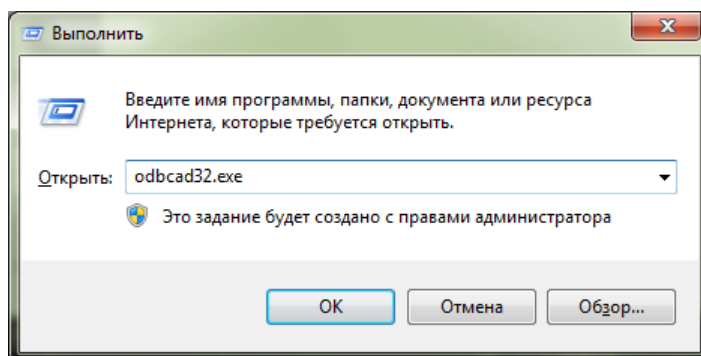 Выполнить
Введите имя программы, папки, документа или ресурса
Интернета, которые требуется открыть.
Открыть: odbcad32.exe
Это задание будет создано с правами администратора
ОК Отмена Обзор...